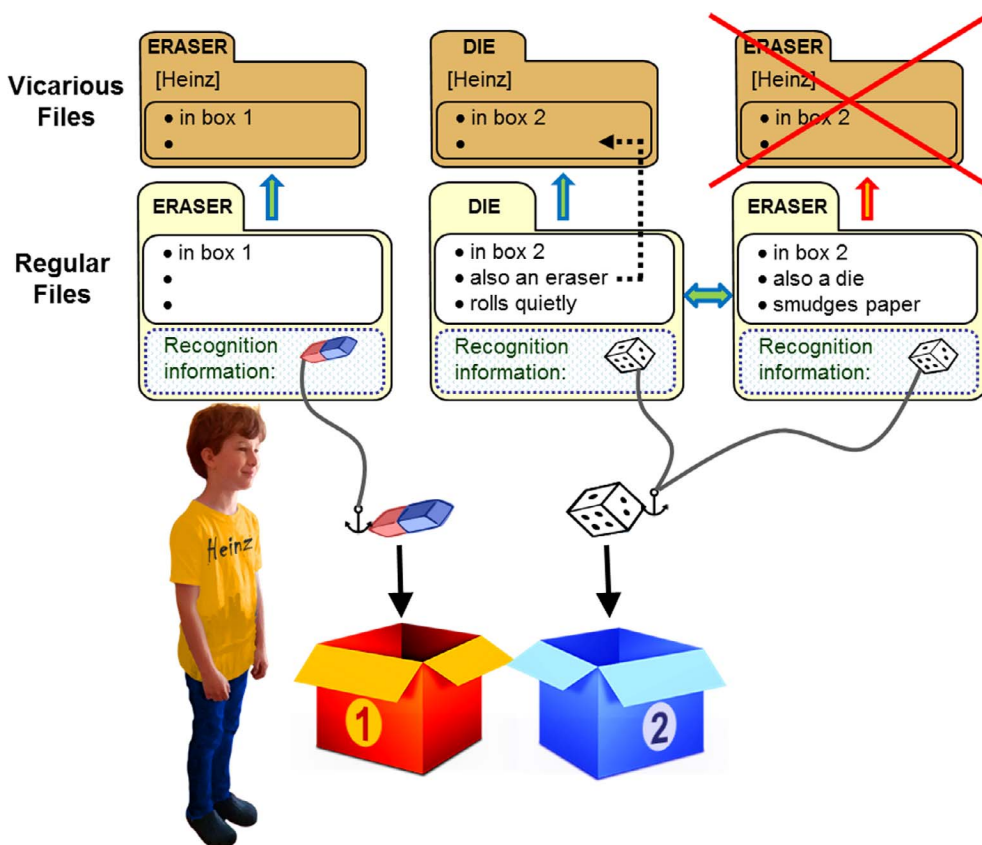 Vicarious
Files
ERASER
[Heinz]
• in box 1
•
DIE
[Heinz]
• in box 2
•
ERASER
[Heinz]
• in box 2
•
Regular
Files
ERASER
• in box 1
•
•
Recognition
information:
DIE
• in box 2
• also an eraser
• rolls quietly
Recognition
information:
ERASER
• in box 2
• also a die
• smudges paper
Recognition
information:
Heinz
1
2